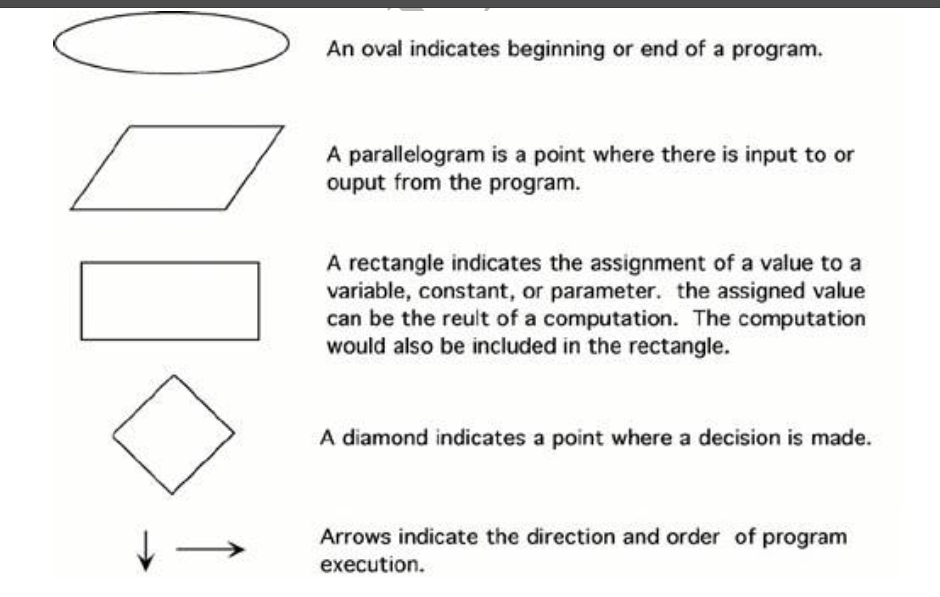 An oval indicates beginning or end of a program.
A parallelogram is a point where there is input to or
ouput from the program.
A rectangle indicates the assignment of a value to a
variable, constant, or parameter. the assigned value
can be the reult of a computation. The computation
would also be included in the rectangle.
A diamond indicates a point where a decision is made.
Arrows indicate the direction and order of program
execution.